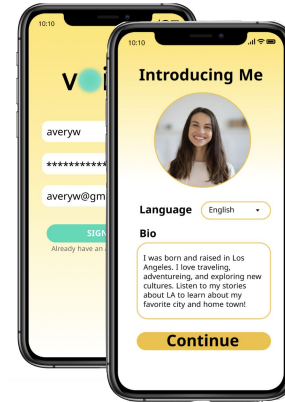 10:10
averyw
***********
averyw@gm
SIGN
Already have an
10:10
Introducing Me
Language
English
Bio
I was born and raised in Los
Angeles. I love traveling,
adventureing, and exploring new
cultures. Listen to my stories
about LA to learn about my
favorite city and home town!
Continue